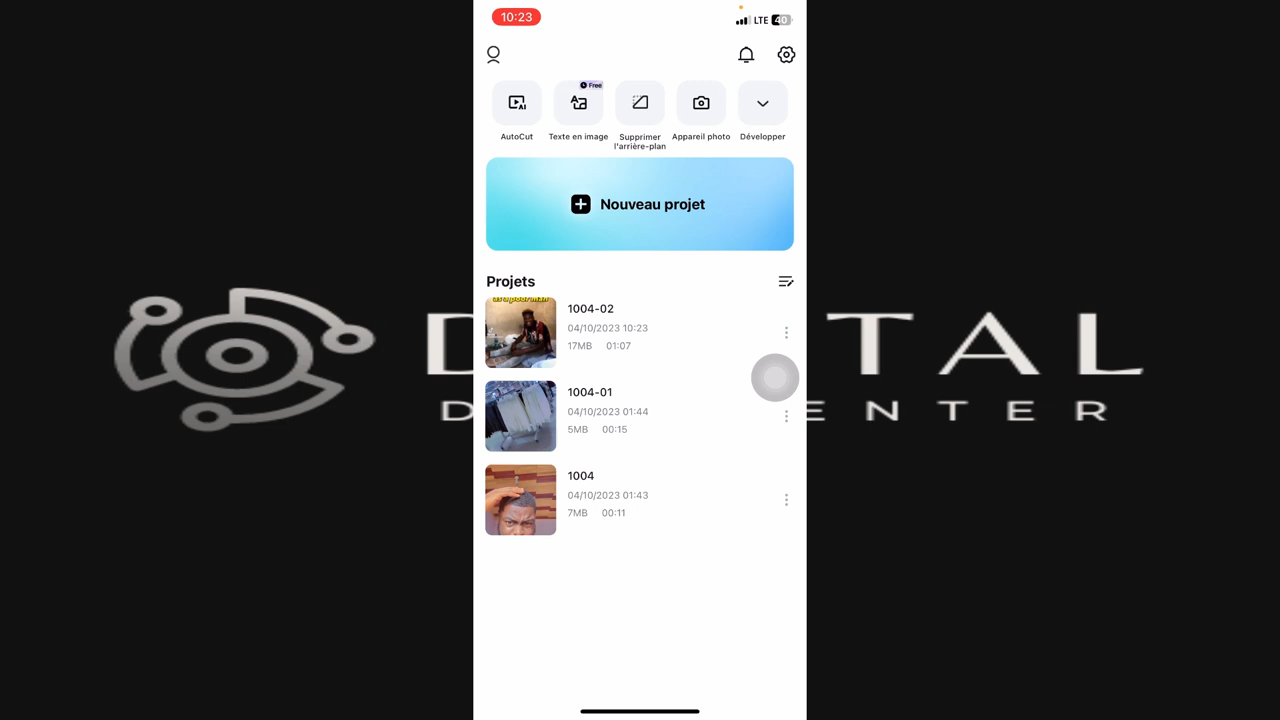 10:23
LTE 40
Free
AutoCut
Texte en image
Supprimer
l'arrière-plan
Appareil photo
Développer
Nouveau projet
Projets
1004-02
04/10/2023 10:23
17MB 01:07
1004-01
04/10/2023 01:44
5MB 00:15
1004
04/10/2023 01:43
7MB 00:11
D TAL
D ENTER